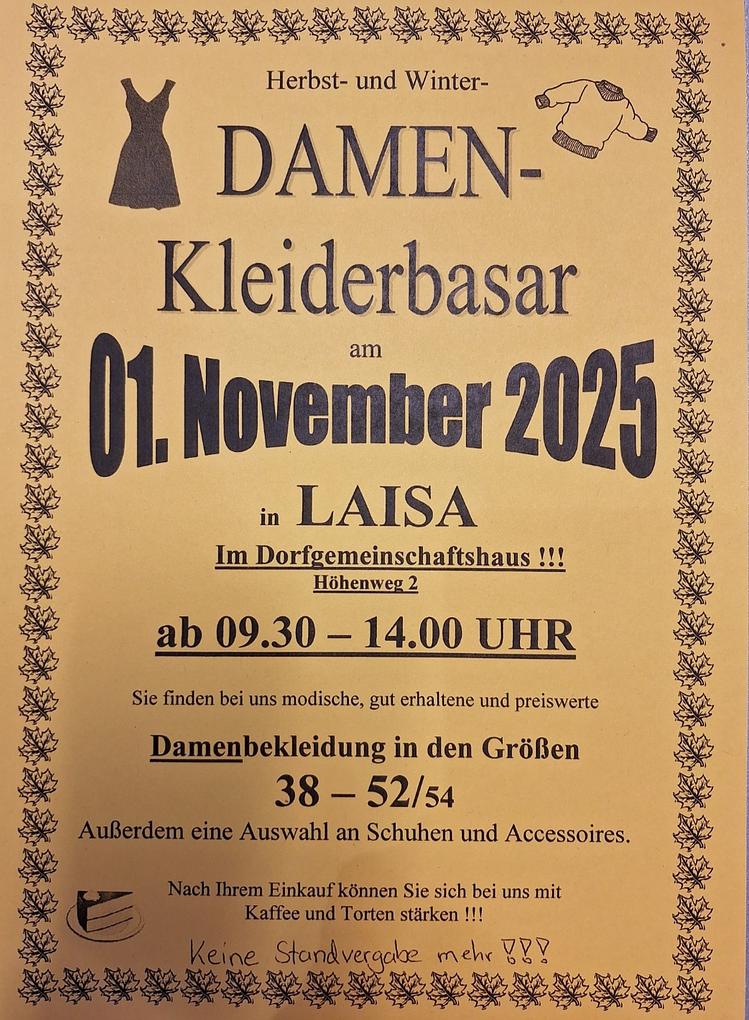 Herbst- und Winter-
DAMEN-
Kleiderbasar
am
01. November 2025
in LAISA
Im Dorfgemeinschaftshaus !!!
Höhenweg 2
ab 09.30 – 14.00 UHR
Sie finden bei uns modische, gut erhaltene und preiswerte
Damenbekleidung in den Größen
38 – 52/54
Außerdem eine Auswahl an Schuhen und Accessoires.
Nach Ihrem Einkauf können Sie sich bei uns mit
Kaffee und Torten stärken !!!
Keine Standvergabe mehr !!!